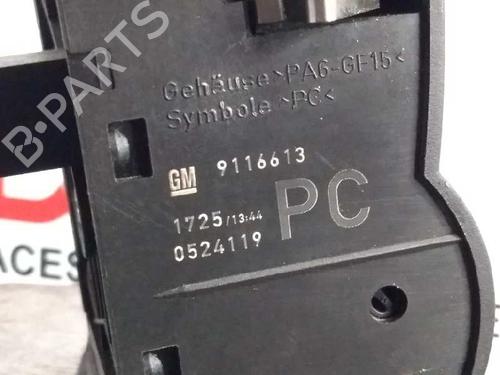 Gehäuse >PA6-GF15<
Symbole >PC<
GM 9116613
1725/13:44 PC
0524119
B-PARTS
ACES